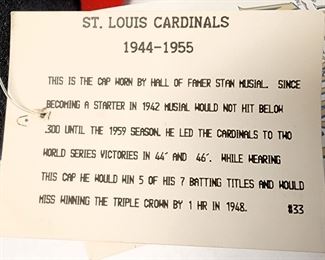 ST. LOUIS CARDINALS
1944-1955
THIS IS THE CAP WORN BY HALL OF FAMER STAN MUSIAL. SINCE
BECOMING A STARTER IN 1942 MUSIAL WOULD NOT HIT BELOW
.300 UNTIL THE 1959 SEASON. HE LED THE CARDINALS TO TWO
WORLD SERIES VICTORIES IN 44' AND 46'. WHILE WEARING
THIS CAP HE WOULD WIN 5 OF HIS 7 BATTING TITLES AND WOULD
MISS WINNING THE TRIPLE CROWN BY 1 HR IN 1948. #33